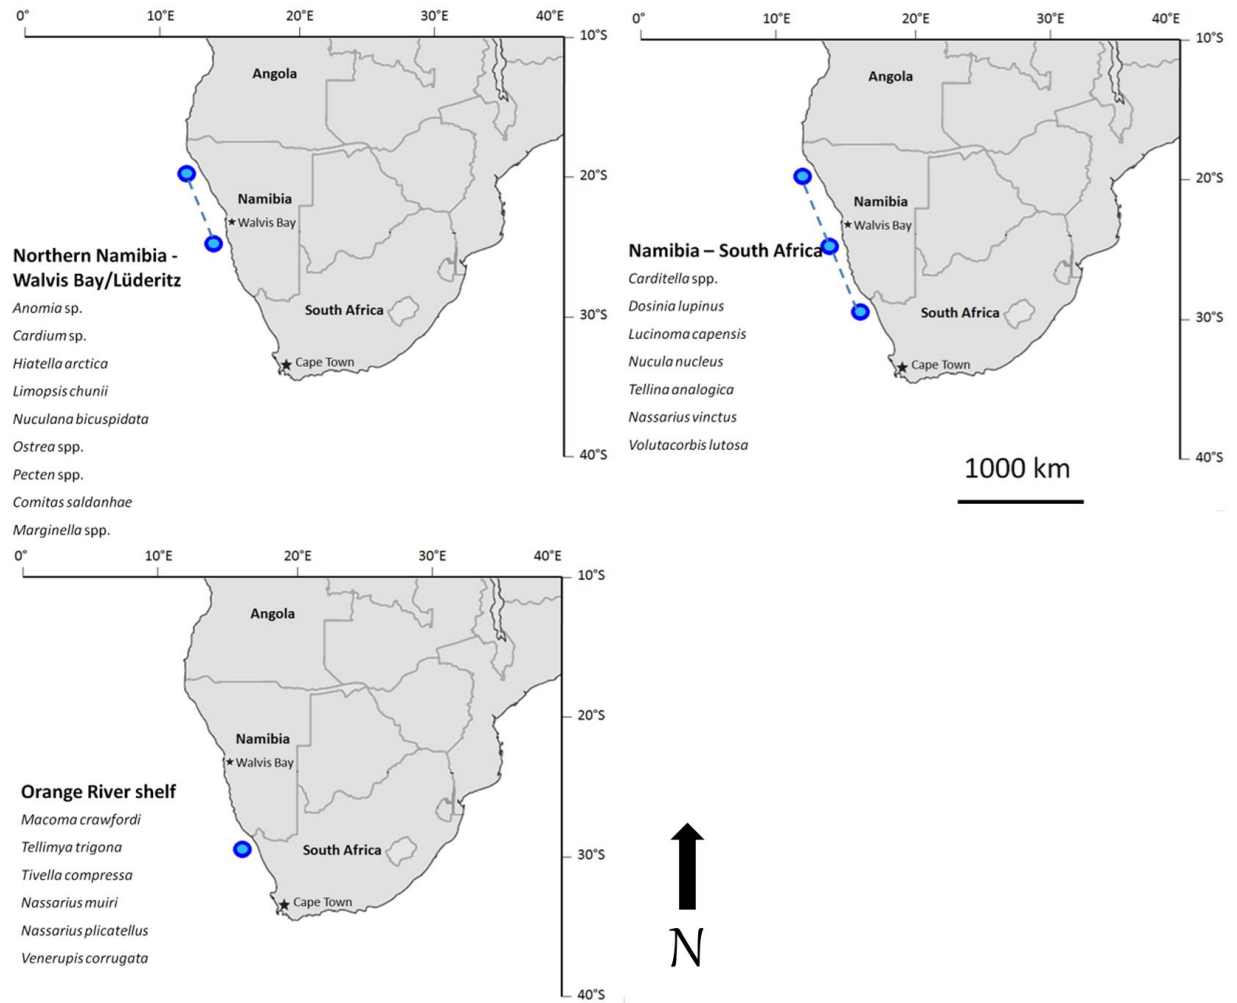 0° 10°E 20°E 30°E 40°E
10°S
Angola
20°S
Namibia
Walvis Bay
Northern Namibia -
Walvis Bay/Lüderitz
Anomia sp.
Cardium sp.
Hiatella arctica
Limopsis chunii
Nuculana bicuspidata
Ostrea spp.
Pecten spp.
Comitas saldanhae
Marginella spp.
South Africa
30°S
Cape Town
40°S
0° 10°E 20°E 30°E 40°E
10°S
Angola
20°S
Namibia
Walvis Bay
Namibia – South Africa
Carditella spp.
Dosinia lupinus
Lucinoma capensis
Nucula nucleus
Tellina analogica
Nassarius vinctus
Volutacorbis lutosa
South Africa
30°S
Cape Town
40°S
1000 km
0° 10°E 20°E 30°E 40°E
10°S
Angola
20°S
Namibia
Walvis Bay
Orange River shelf
Macoma crawfordi
Tellimya trigona
Tivella compressa
Nassarius muiri
Nassarius plicatellus
Venerupis corrugata
South Africa
30°S
Cape Town
40°S
N